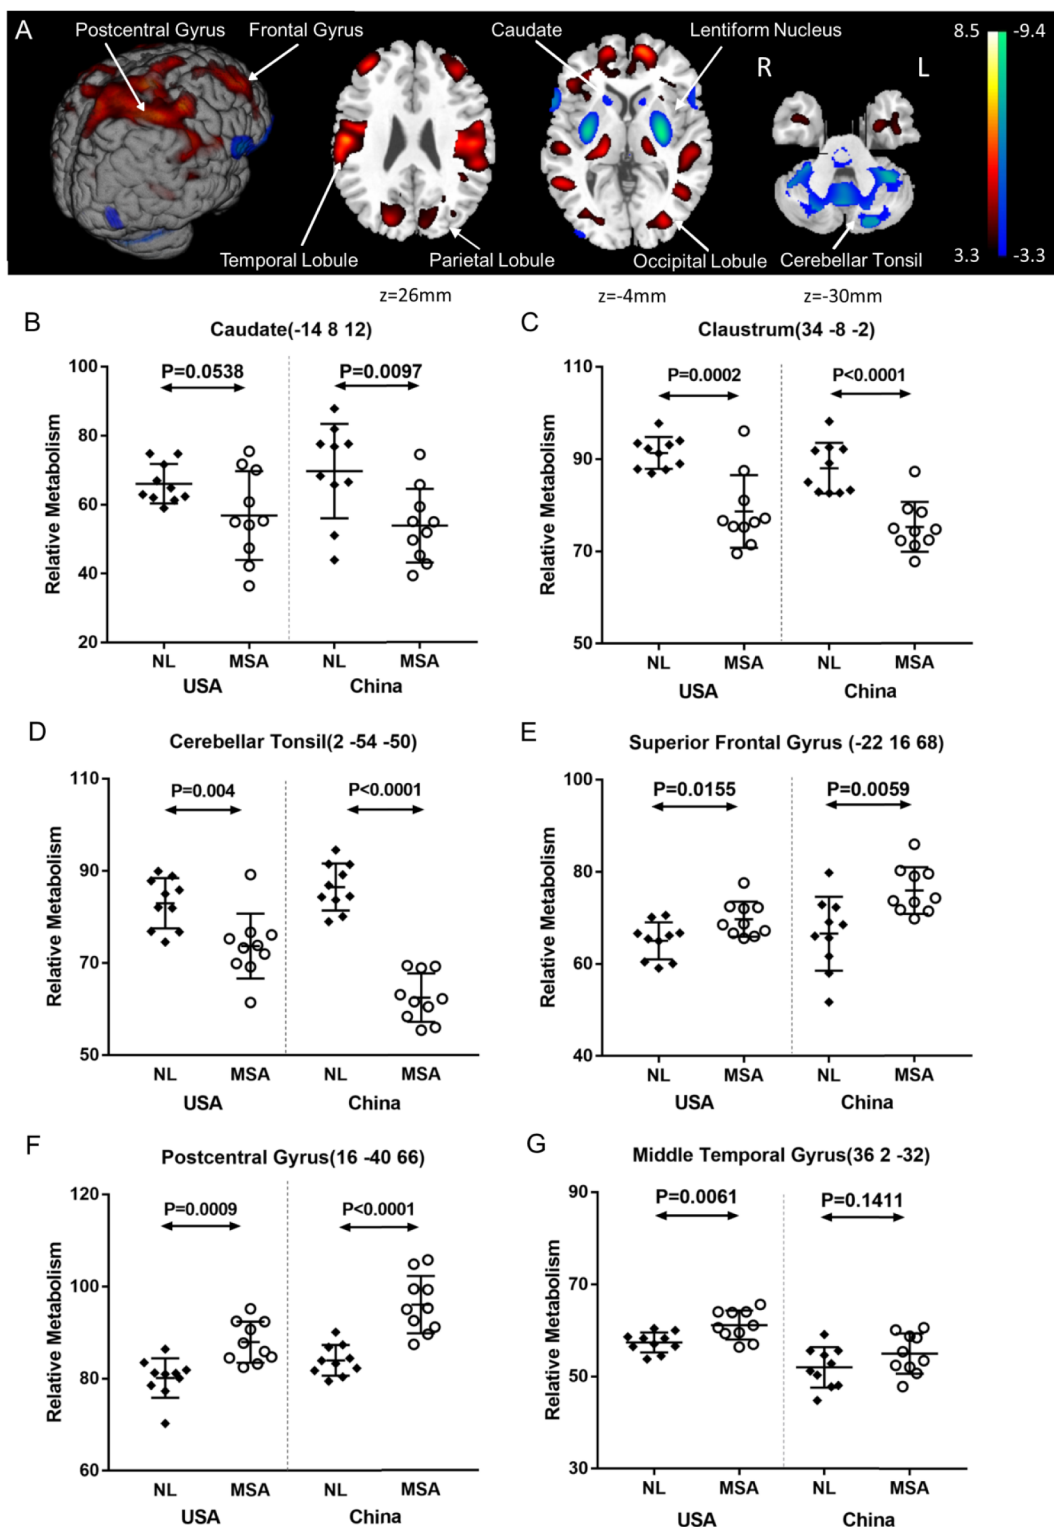 A
Postcentral Gyrus Frontal Gyrus Caudate Lentiform Nucleus
8.5 -9.4
R L
Temporal Lobule Parietal Lobule Occipital Lobule Cerebellar Tonsil 3.3 -3.3
z=26mm z=-4mm z=-30mm
B
Caudate(-14 8 12)
Relative Metabolism
100
80
60
40
20
P=0.0538 P=0.0097
NL MSA NL MSA
USA China
C
Claustrum(34 -8 -2)
Relative Metabolism
110
90
70
50
P=0.0002 P<0.0001
NL MSA NL MSA
USA China
D
Cerebellar Tonsil(2 -54 -50)
Relative Metabolism
110
90
70
50
P=0.004 P<0.0001
NL MSA NL MSA
USA China
E
Superior Frontal Gyrus (-22 16 68)
Relative Metabolism
100
80
60
40
P=0.0155 P=0.0059
NL MSA NL MSA
USA China
F
Postcentral Gyrus(16 -40 66)
Relative Metabolism
120
100
80
60
P=0.0009 P<0.0001
NL MSA NL MSA
USA China
G
Middle Temporal Gyrus(36 2 -32)
Relative Metabolism
90
70
50
30
P=0.0061 P=0.1411
NL MSA NL MSA
USA China